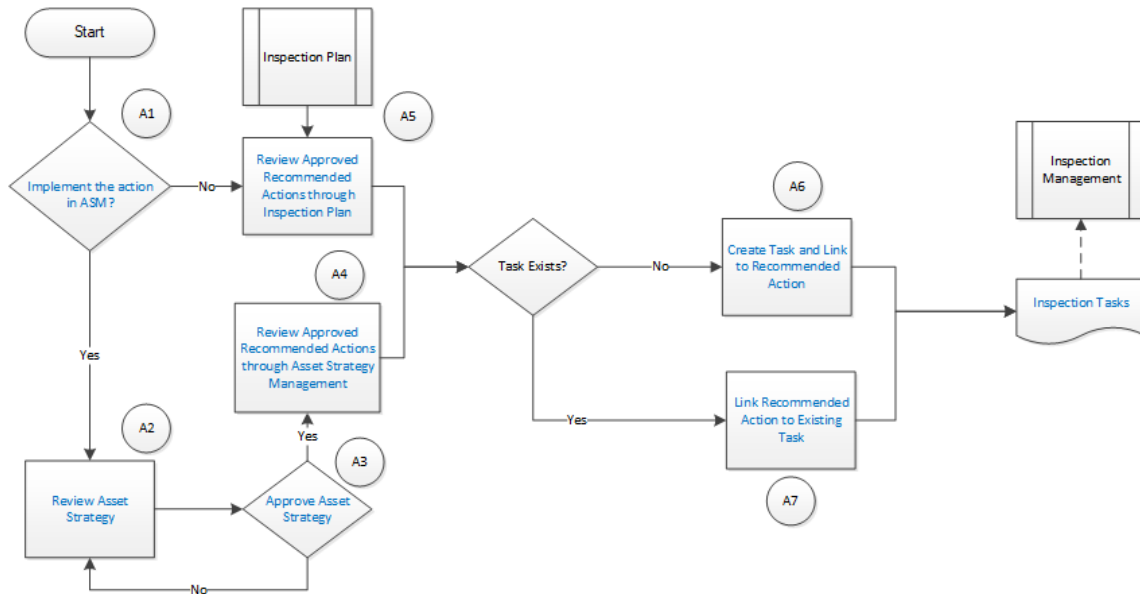 Start
A1
Implement the action
in ASM?
No
Yes
Inspection Plan
A5
Review Approved
Recommended
Actions through
Inspection Plan
A4
Review Approved
Recommended Actions
through Asset Strategy
Management
Yes
A2
Review Asset
Strategy
A3
Approve Asset
Strategy
No
Task Exists?
No
Yes
A6
Create Task and Link
to Recommended
Action
Link Recommended
Action to Existing
Task
A7
Inspection
Management
Inspection Tasks